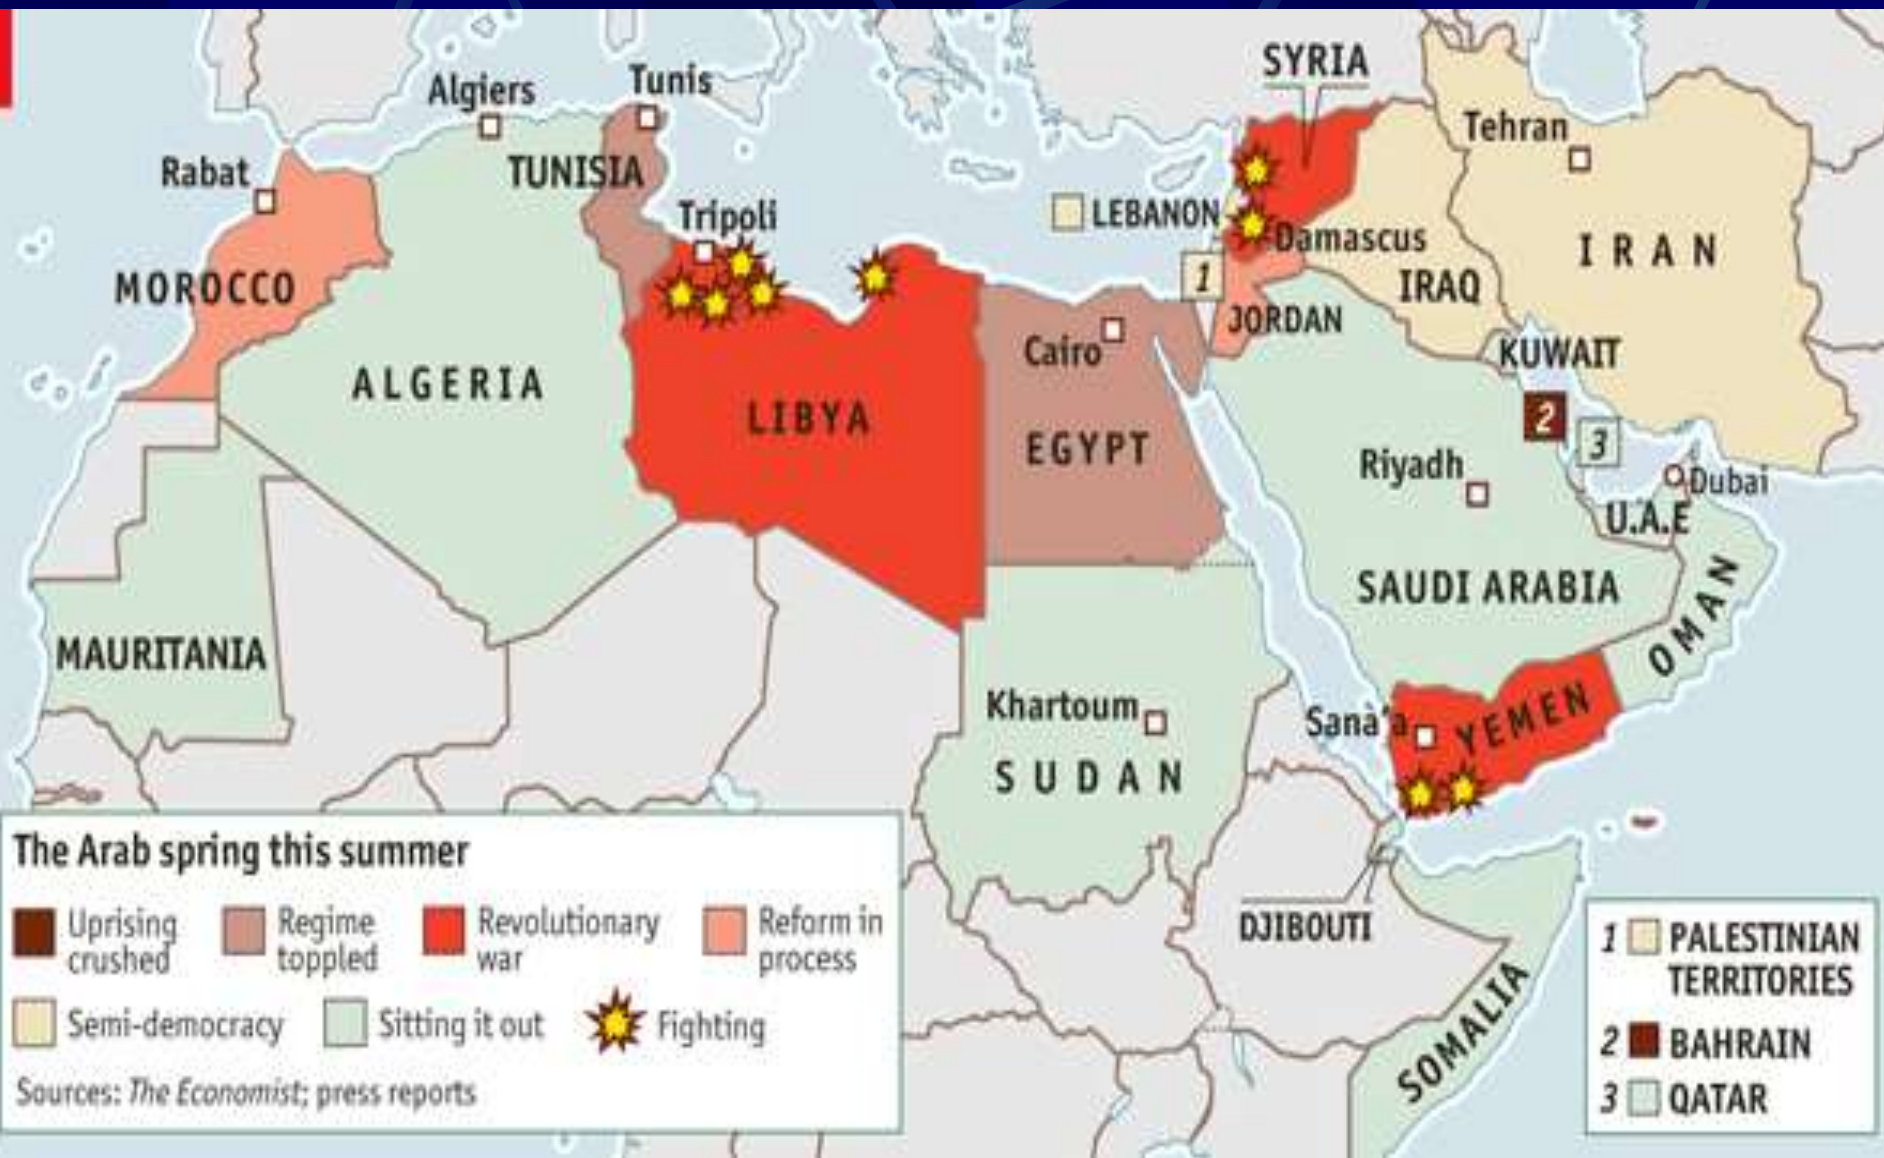 SYRIA
Tunis
Algiers
Tehran
TUNISIA
Rabat
LEBANON
Tripoli
Damascus
IRAN
1
IRAQ
MOROCCO
JORDAN
Cairo
KUWAIT
ALGERIA
LIBYA
2
EGYPT
3
Riyadh
Dubai
U.A.E
SAUDI ARABIA
OMAN
MAURITANIA
Khartoum
Sanà'a
YEMEN
SUDAN
DJIBOUTI
SOMALIA
The Arab spring this summer
Uprising
crushed
Regime
toppled
Revolutionary
war
Reform in
process
Semi-democracy
Sitting it out
Fighting
Sources: The Economist; press reports
1 PALESTINIAN
TERRITORIES
2 BAHRAIN
3 QATAR